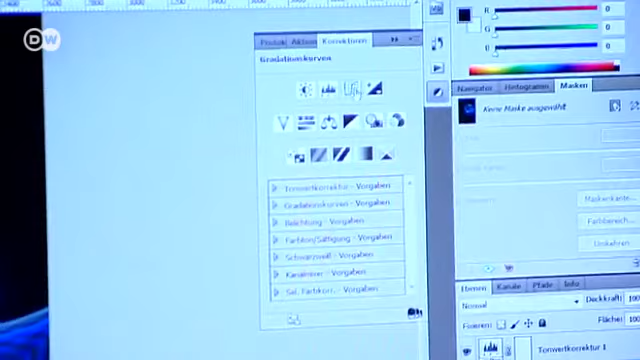 DW
Aktion Korrekturen
Gradationskurven
Tonwertkorrektur - Vorgaben
Gradationskurven - Vorgaben
Belichtung - Vorgaben
Farbton/Sättigung - Vorgaben
Schwarzweiß - Vorgaben
Kanalmixer - Vorgaben
Sel. Farbkorr. - Vorgaben
R 0
G 0
B 0
Navigator Histogramm Masken
Keine Maske ausgewählt
Maskenkante...
Farbbereich...
Umkehren
Ebenen Kanäle Pfade Info
Normal Deckkraft: 100
Fixieren: Fläche: 100
Tonwertkorrektur 1